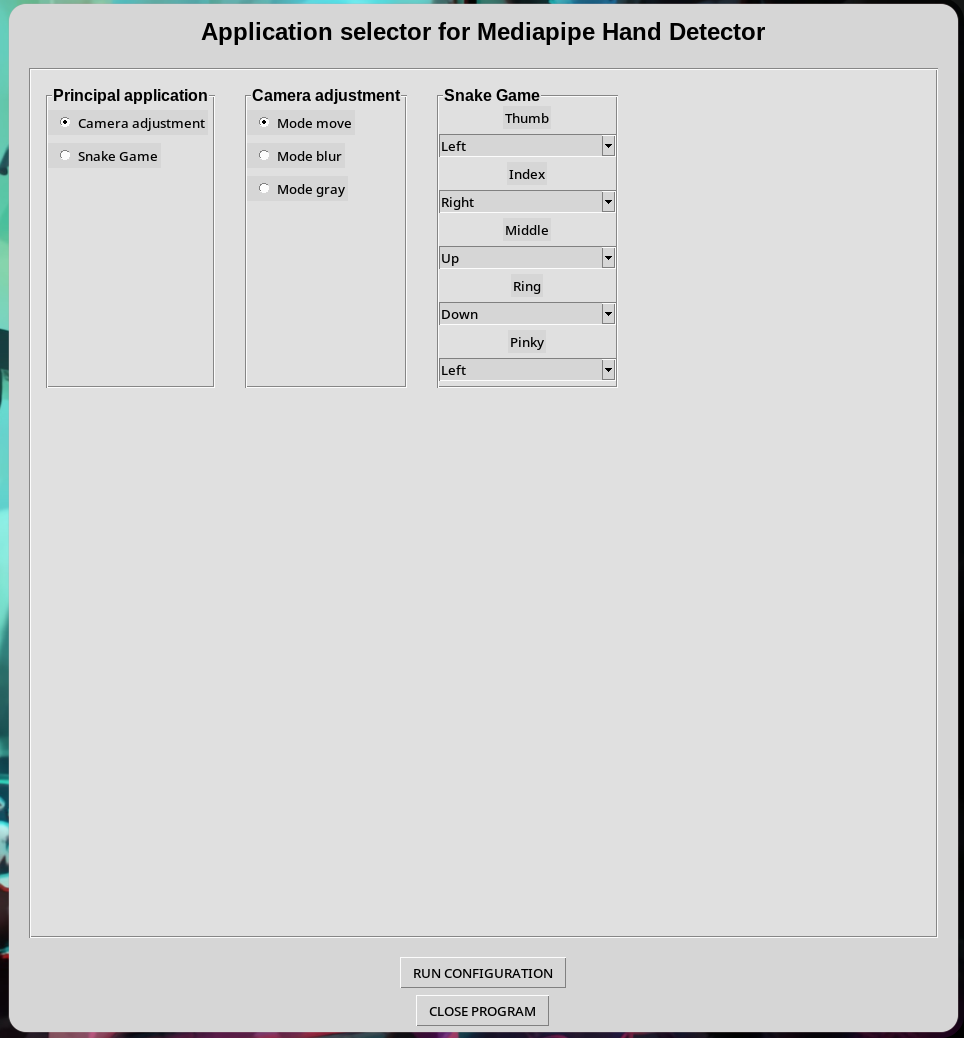 Application selector for Mediapipe Hand Detector
Principal application
Camera adjustment
Snake Game
Camera adjustment
Mode move
Mode blur
Mode gray
Snake Game
Thumb
Left
Index
Right
Middle
Up
Ring
Down
Pinky
Left
RUN CONFIGURATION
CLOSE PROGRAM